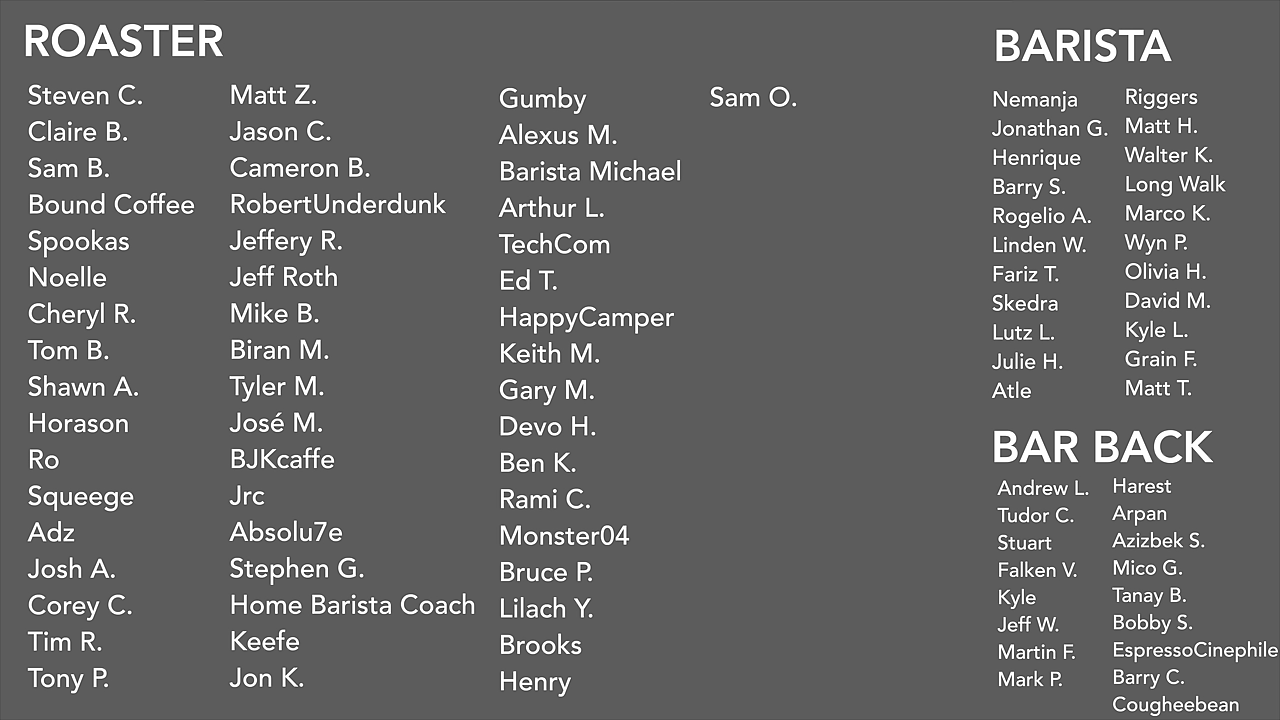 ROASTER
Steven C.
Claire B.
Sam B.
Bound Coffee
Spookas
Noelle
Cheryl R.
Tom B.
Shawn A.
Horason
Ro
Squeege
Adz
Josh A.
Corey C.
Tim R.
Tony P.
Matt Z.
Jason C.
Cameron B.
RobertUnderdunk
Jeffery R.
Jeff Roth
Mike B.
Biran M.
Tyler M.
José M.
BJKcaffe
Jrc
Absolu7e
Stephen G.
Home Barista Coach
Keefe
Jon K.
Gumby
Alexus M.
Barista Michael
Arthur L.
TechCom
Ed T.
HappyCamper
Keith M.
Gary M.
Devo H.
Ben K.
Rami C.
Monster04
Bruce P.
Lilach Y.
Brooks
Henry
Sam O.
BARISTA
Nemanja
Jonathan G.
Henrique
Barry S.
Rogelio A.
Linden W.
Fariz T.
Skedra
Lutz L.
Julie H.
Atle
Riggers
Matt H.
Walter K.
Long Walk
Marco K.
Wyn P.
Olivia H.
David M.
Kyle L.
Grain F.
Matt T.
BAR BACK
Andrew L.
Tudor C.
Stuart
Falken V.
Kyle
Jeff W.
Martin F.
Mark P.
Harest
Arpan
Azizbek S.
Mico G.
Tanay B.
Bobby S.
EspressoCinephile
Barry C.
Cougheebean